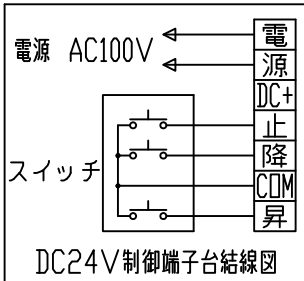 電源 AC100V
電
源
DC+
止
降
COM
昇
スイッチ
DC24V制御端子台結線図